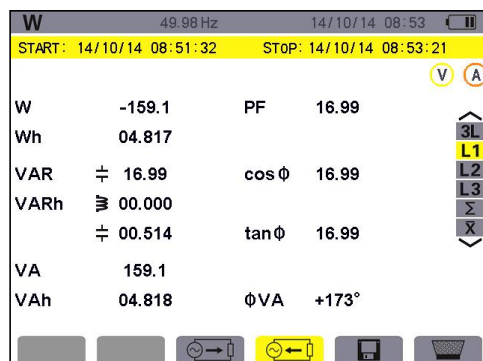 W 49.98 Hz 14/10/14 08:53
START: 14/10/14 08:51:32 STOP: 14/10/14 08:53:21
V A
W -159.1 PF 16.99
Wh 04.817
VAR 16.99 cos ϕ 16.99
VARh 00.000
00.514 tan ϕ 16.99
VA 159.1
VAh 04.818 ϕVA +173°
3L
L1
L2
L3
Σ
X̄